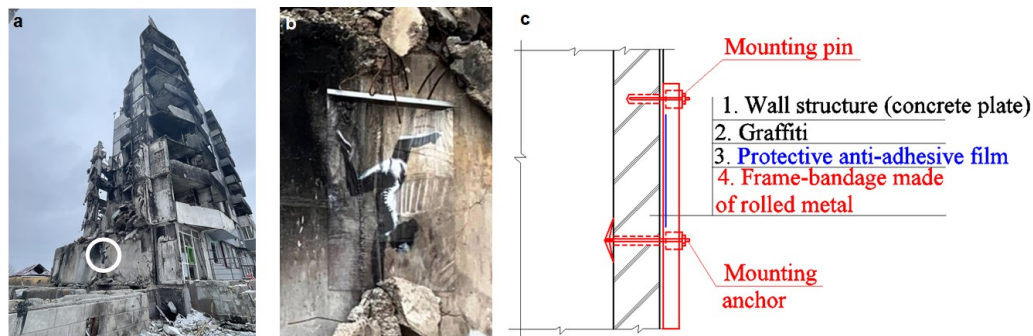 a
b
c
Mounting pin
1. Wall structure (concrete plate)
2. Graffiti
3. Protective anti-adhesive film
4. Frame-bandage made
of rolled metal
Mounting
anchor